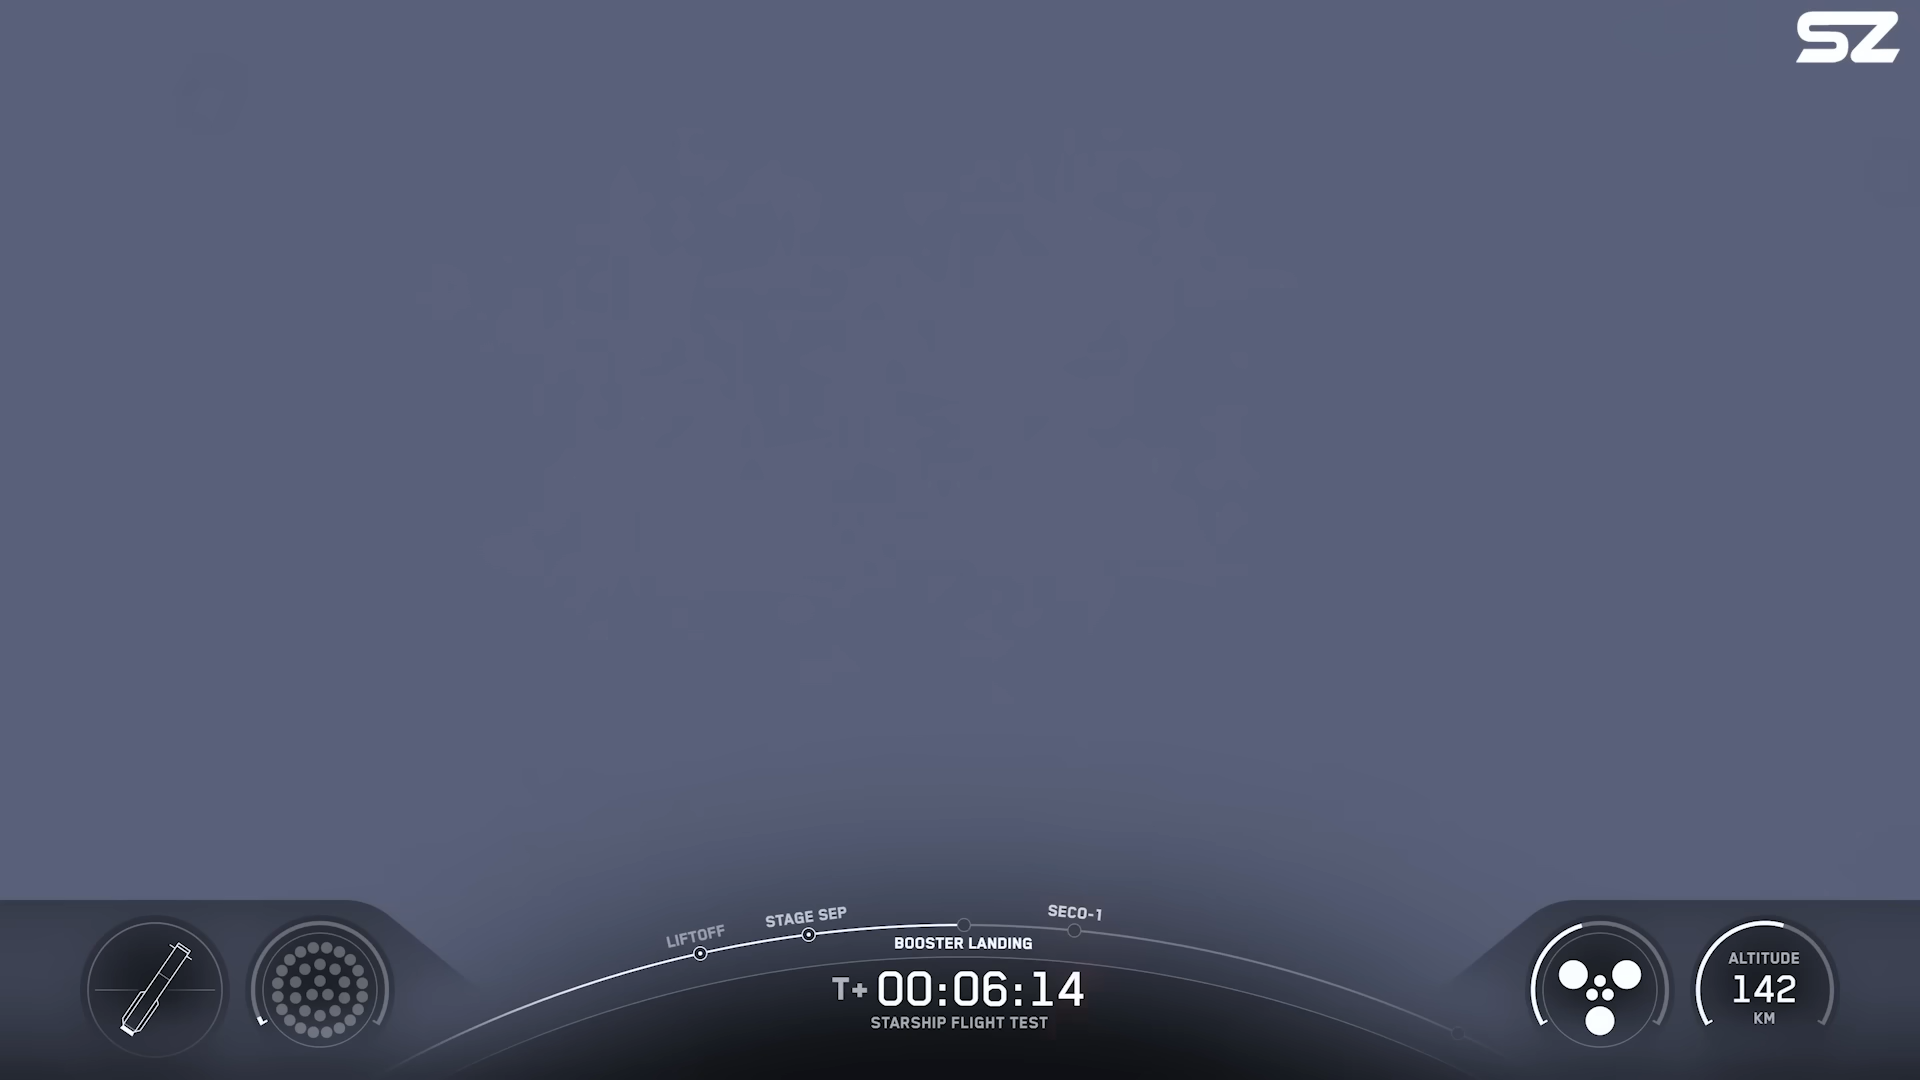 SZ
LIFTOFF
STAGE SEP
BOOSTER LANDING
SECO-1
T+00:06:14
STARSHIP FLIGHT TEST
ALTITUDE
142
KM